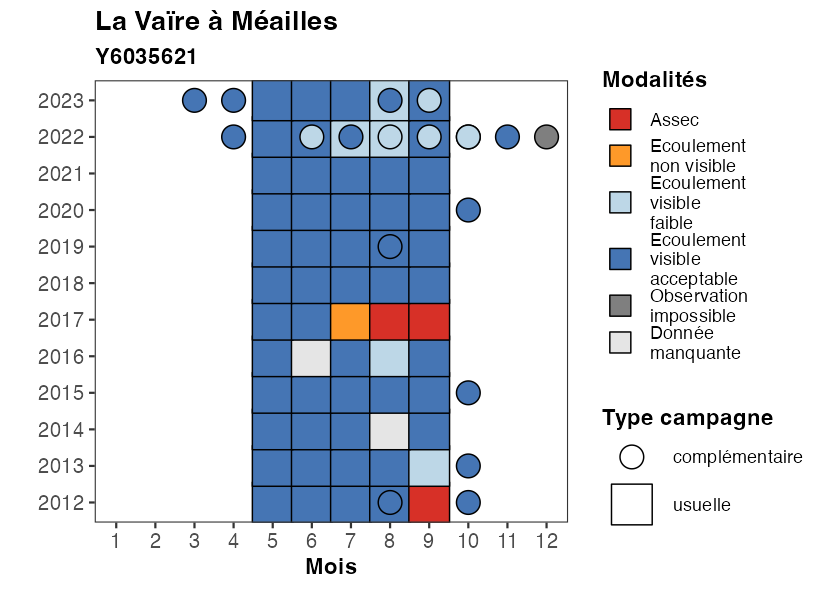 La Vaïre à Méailles
Y6035621
2023
2022
2021
2020
2019
2018
2017
2016
2015
2014
2013
2012
1 2 3 4 5 6 7 8 9 10 11 12
Mois
Modalités
Assec
Ecoulement
non visible
Ecoulement
visible
faible
Ecoulement
visible
acceptable
Observation
impossible
Donnée
manquante
Type campagne
complémentaire
usuelle